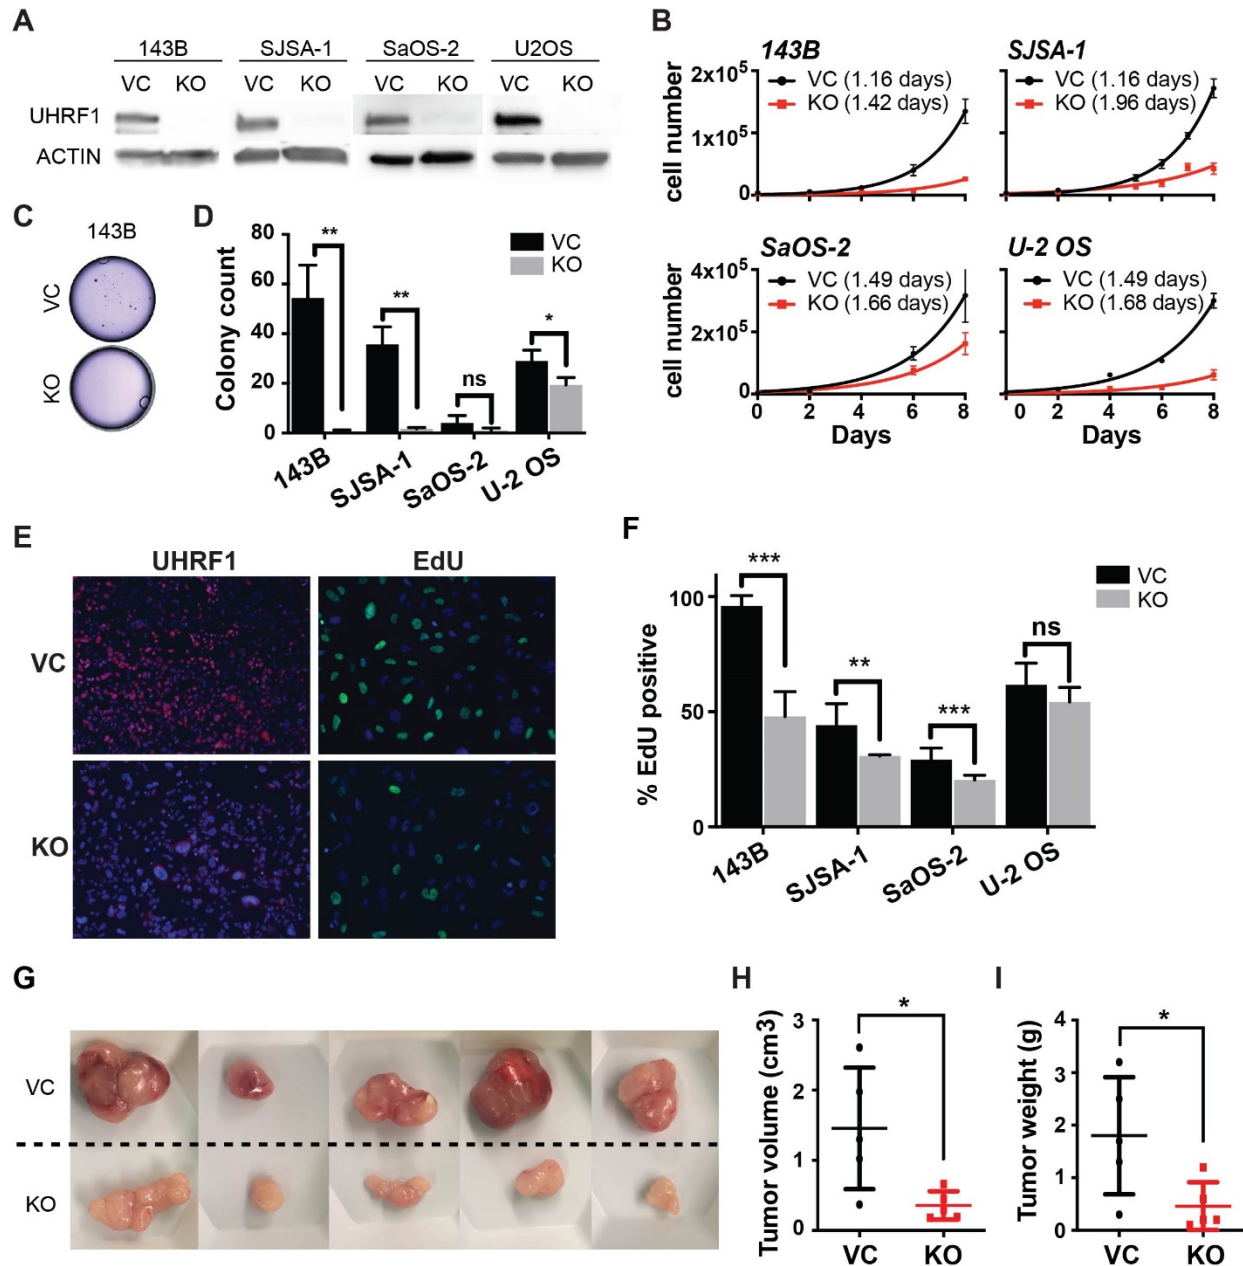 A
143B SJSA-1 SaOS-2 U2OS
VC KO VC KO VC KO VC KO
UHRF1
ACTIN
B
143B
2x10⁵
VC (1.16 days)
KO (1.42 days)
1x10⁵
0
cell number
SJSA-1
VC (1.16 days)
KO (1.96 days)
SaOS-2
4x10⁵
VC (1.49 days)
KO (1.66 days)
2x10⁵
0
cell number
0 2 4 6 8
Days
U-2 OS
VC (1.49 days)
KO (1.68 days)
0 2 4 6 8
Days
C
143B
VC
KO
D
Colony count
80
60
40
20
0
** ** ns *
VC
KO
143B SJSA-1 SaOS-2 U-2 OS
E
UHRF1 EdU
VC
KO
F
% EdU positive
100
50
0
*** ** *** ns
VC
KO
143B SJSA-1 SaOS-2 U-2 OS
G
VC
KO
H
Tumor volume (cm3)
3
2
1
0
*
VC KO
I
Tumor weight (g)
4
3
2
1
0
*
VC KO